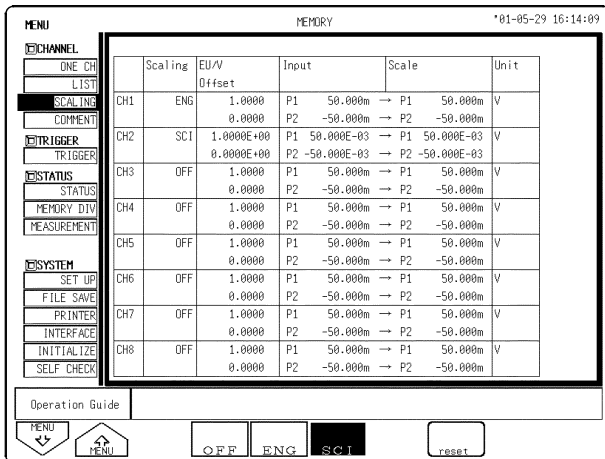 MENU MEMORY '01-05-29 16:14:09
CHANNEL
ONE CH
LIST
SCALING
COMMENT
TRIGGER
TRIGGER
STATUS
STATUS
MEMORY DIV
MEASUREMENT
SYSTEM
SET UP
FILE SAVE
PRINTER
INTERFACE
INITIALIZE
SELF CHECK
Scaling EU/V Input Scale Unit
Offset
CH1 ENG 1.0000 P1 50.000m → P1 50.000m V
0.0000 P2 -50.000m → P2 -50.000m
CH2 SCI 1.0000E+00 P1 50.000E-03 → P1 50.000E-03 V
0.0000E+00 P2 -50.000E-03 → P2 -50.000E-03
CH3 OFF 1.0000 P1 50.000m → P1 50.000m V
0.0000 P2 -50.000m → P2 -50.000m
CH4 OFF 1.0000 P1 50.000m → P1 50.000m V
0.0000 P2 -50.000m → P2 -50.000m
CH5 OFF 1.0000 P1 50.000m → P1 50.000m V
0.0000 P2 -50.000m → P2 -50.000m
CH6 OFF 1.0000 P1 50.000m → P1 50.000m V
0.0000 P2 -50.000m → P2 -50.000m
CH7 OFF 1.0000 P1 50.000m → P1 50.000m V
0.0000 P2 -50.000m → P2 -50.000m
CH8 OFF 1.0000 P1 50.000m → P1 50.000m V
0.0000 P2 -50.000m → P2 -50.000m
Operation Guide
MENU MENU OFF ENG SCI reset